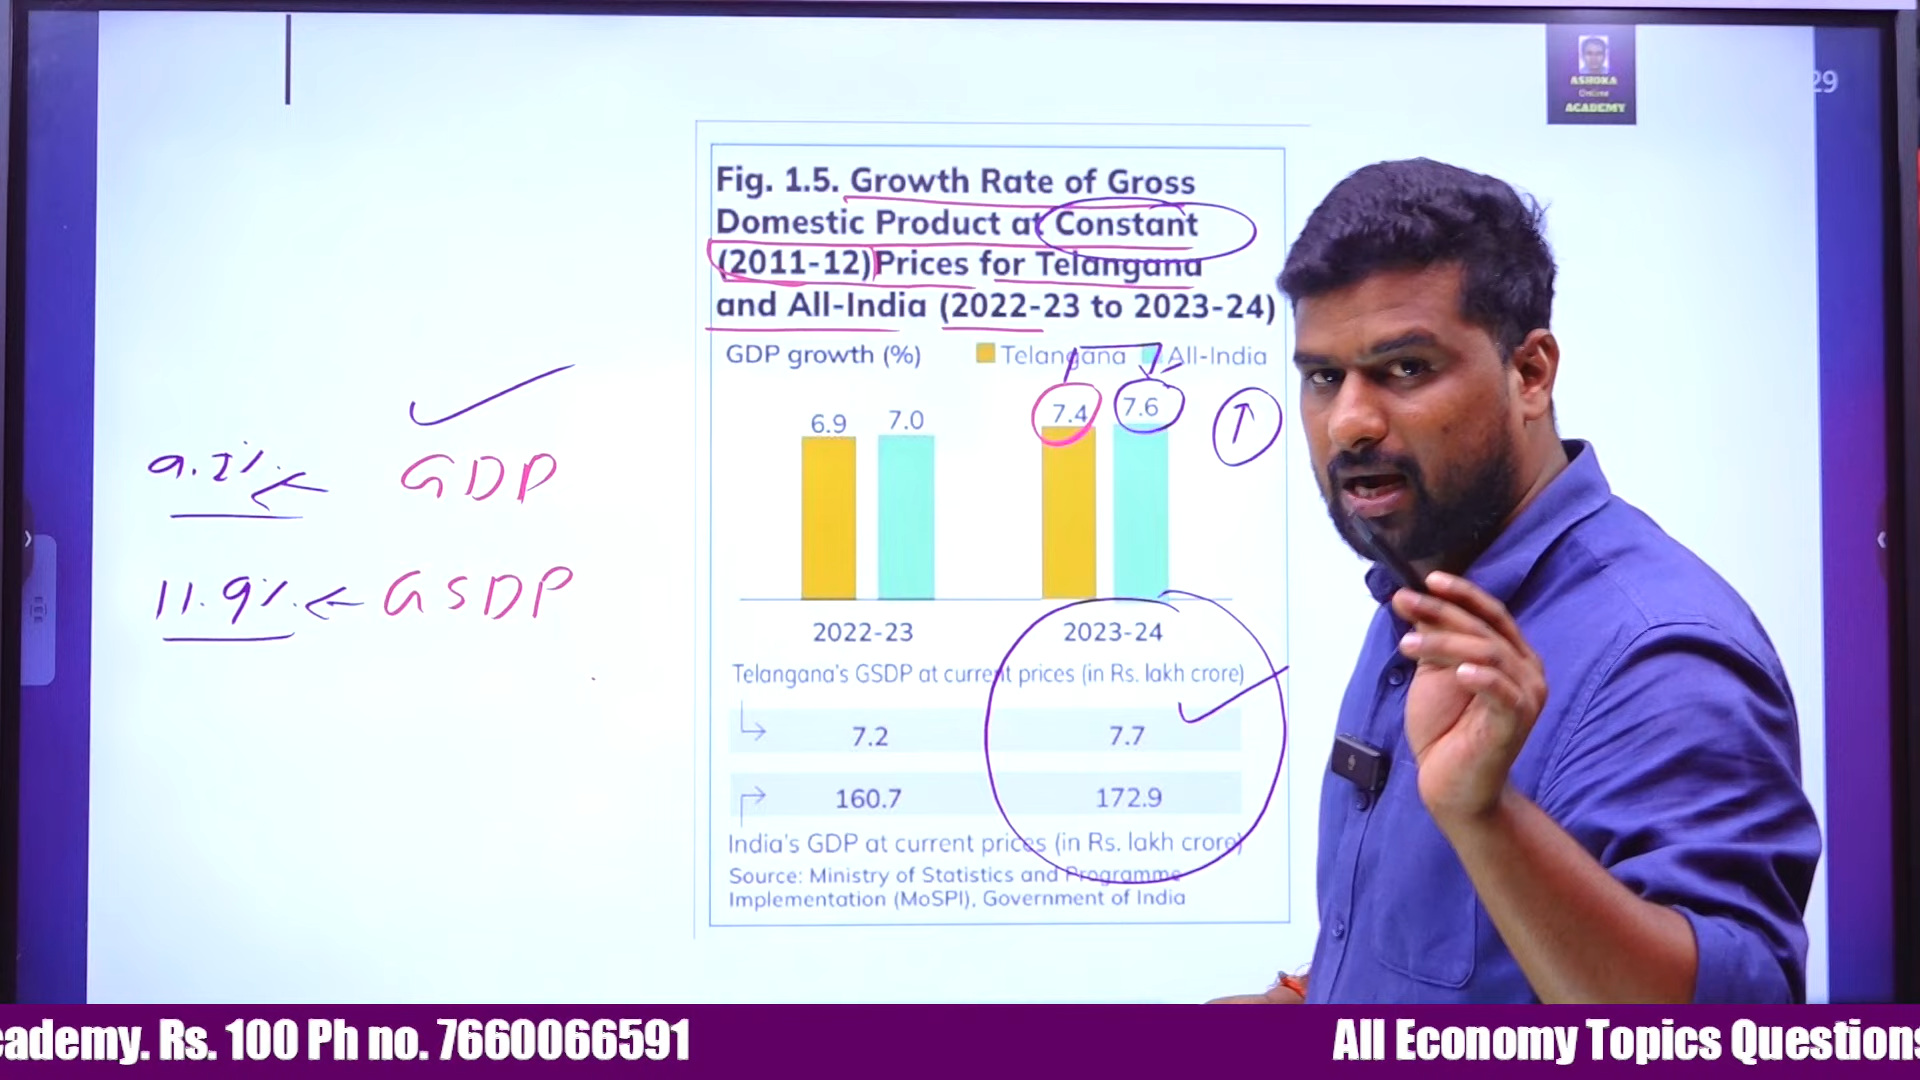 29
ASHOKA
Online
ACADEMY
Fig. 1.5. Growth Rate of Gross
Domestic Product at Constant
(2011-12) Prices for Telangana
and All-India (2022-23 to 2023-24)
GDP growth (%) Telangana All-India
6.9 7.0 7.4 7.6
2022-23 2023-24
Telangana's GSDP at current prices (in Rs. lakh crore)
7.2 7.7
160.7 172.9
India's GDP at current prices (in Rs. lakh crore)
Source: Ministry of Statistics and Programme
Implementation (MoSPI), Government of India
GDP
11.9% ← GSDP
cademy. Rs. 100 Ph no. 7660066591
All Economy Topics Questions